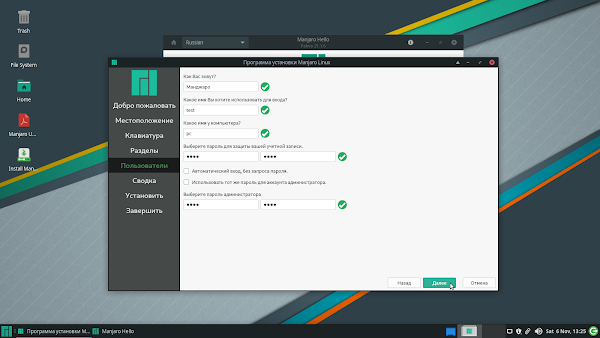 Trash
File System
Home
Manjaro U...
Install Man...
Manjaro Hello
Pahvo 21.1.6
Russian
Программа установки Manjaro Linux
Добро пожаловать
Местоположение
Клавиатура
Разделы
Пользователи
Сводка
Установить
Завершить
Как Вас зовут?
Манджаро
Какое имя Вы хотите использовать для входа?
test
Какое имя у компьютера?
pc
Выберите пароль для защиты вашей учетной записи.
Автоматический вход, без запроса пароля.
Использовать тот же пароль для аккаунта администратора.
Выберите пароль администратора
Назад
Далее
Отмена
Программа установки M...
Manjaro Hello
Sat 6 Nov, 13:25